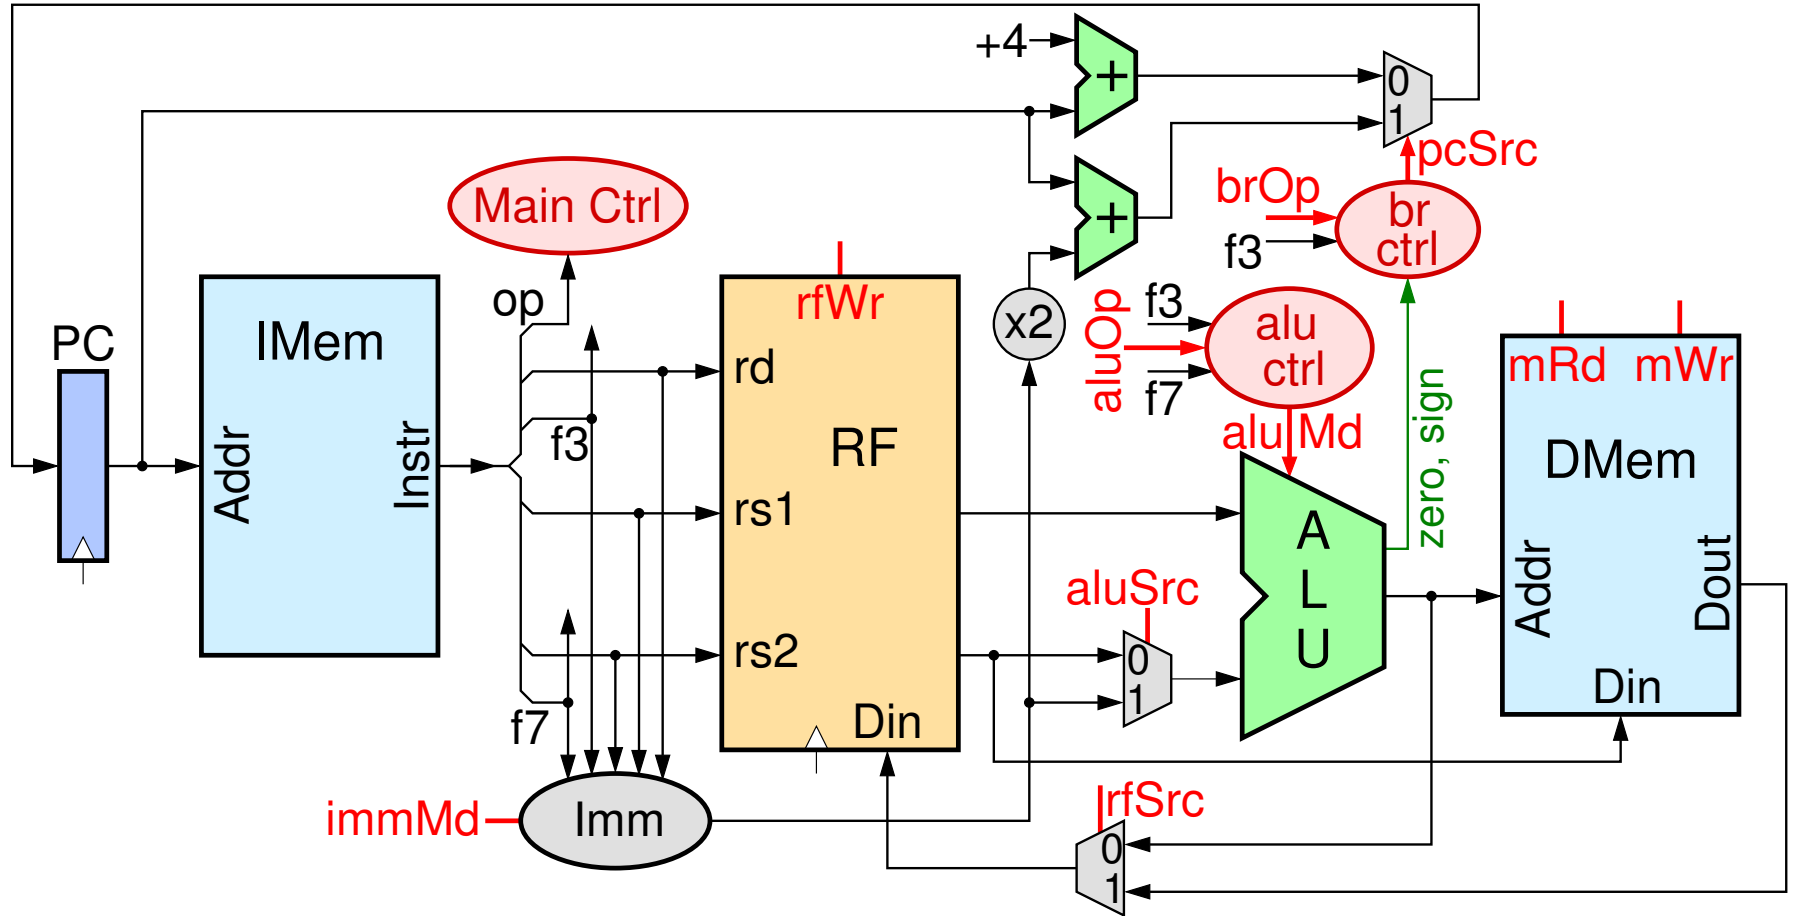 +4
+
0
1
pcSrc
Main Ctrl
brOp
br
ctrl
f3
+
op
rfWr
x2
f3
aluOp
alu
ctrl
f7
PC
IMem
rd
mRd
mWr
f3
RF
aluMd
zero, sign
DMem
Addr
Instr
rs1
A
L
U
aluSrc
Addr
Dout
rs2
0
1
Din
f7
Din
immMd
Imm
rfSrc
0
1